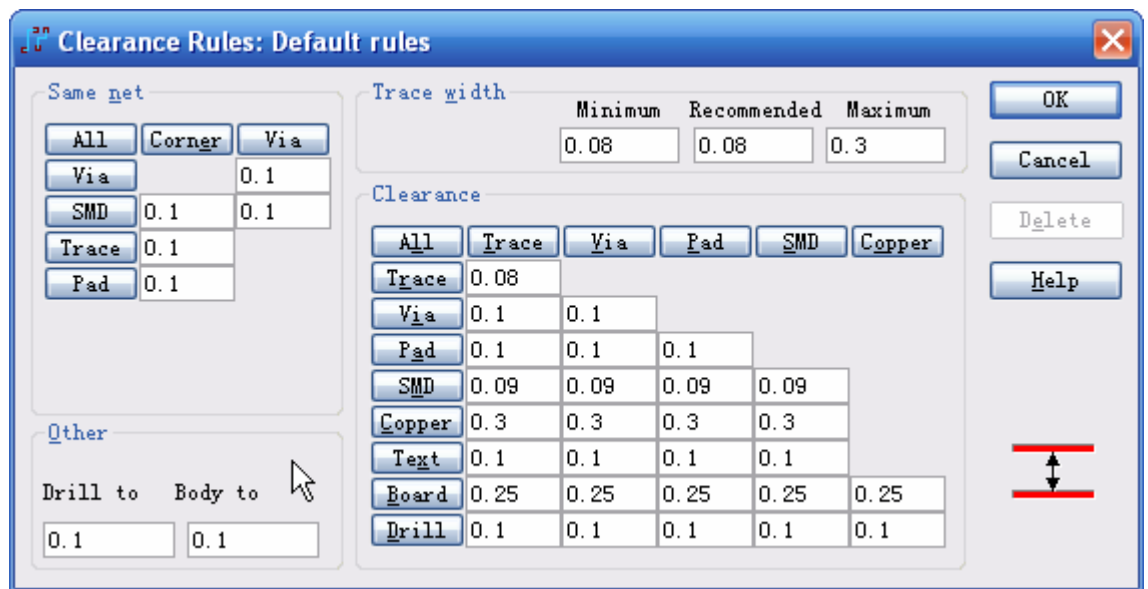 Clearance Rules: Default rules
Same net
All Corner Via
Via 0.1
SMD 0.1 0.1
Trace 0.1
Pad 0.1
Other
Drill to Body to
0.1 0.1
Trace width
Minimum Recommended Maximum
0.08 0.08 0.3
Clearance
All Trace Via Pad SMD Copper
Trace 0.08
Via 0.1 0.1
Pad 0.1 0.1 0.1
SMD 0.09 0.09 0.09 0.09
Copper 0.3 0.3 0.3 0.3
Text 0.1 0.1 0.1 0.1
Board 0.25 0.25 0.25 0.25 0.25
Drill 0.1 0.1 0.1 0.1 0.1
OK
Cancel
Delete
Help